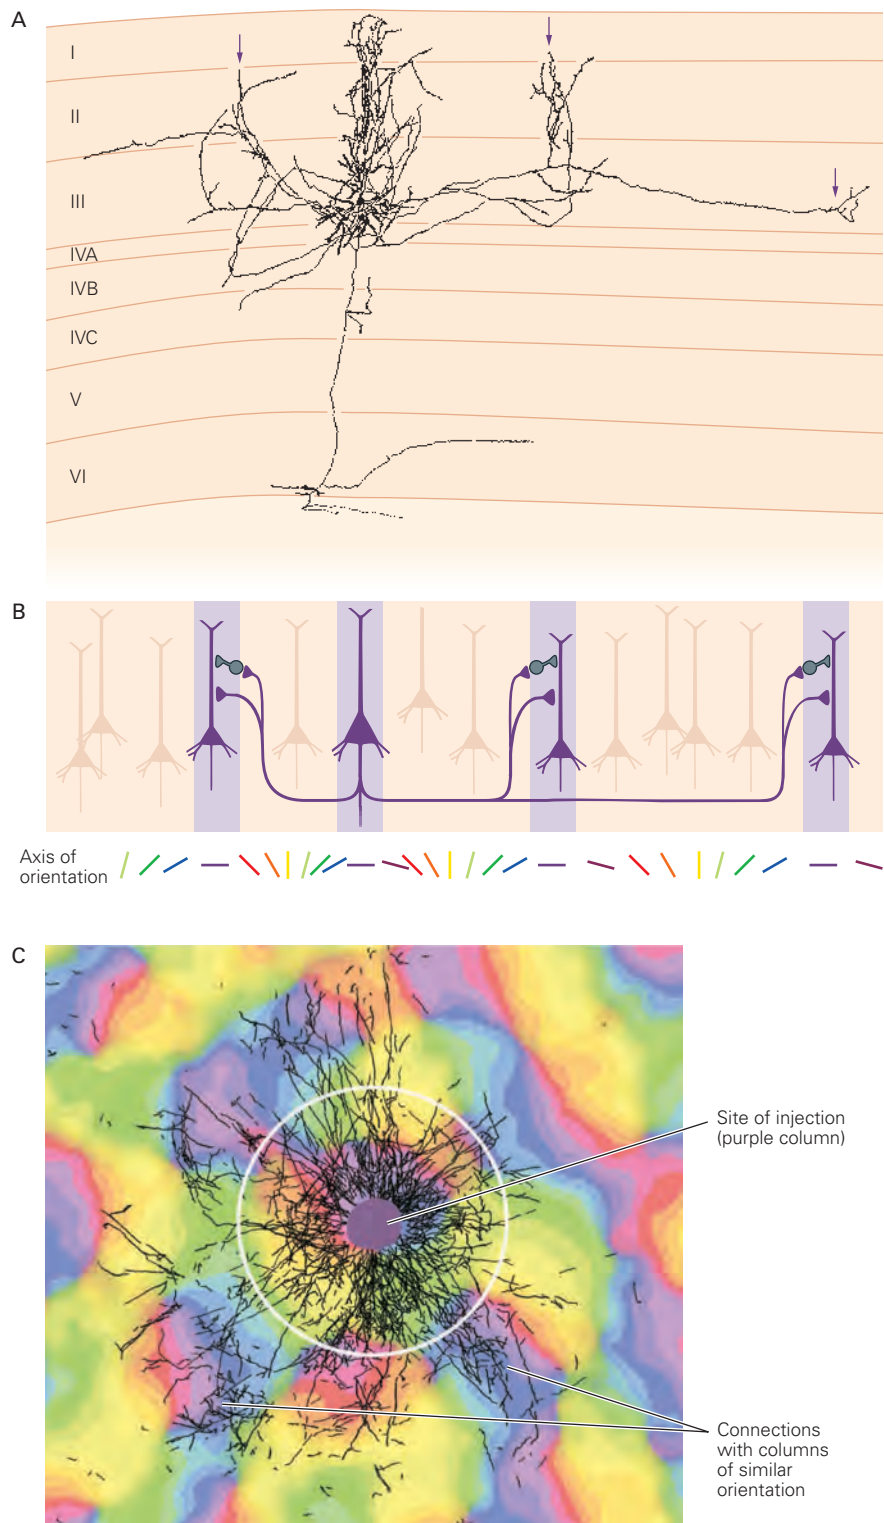 A
I
II
III
IVA
IVB
IVC
V
VI
B
Axis of
orientation
C
Site of injection
(purple column)
Connections
with columns
of similar
orientation